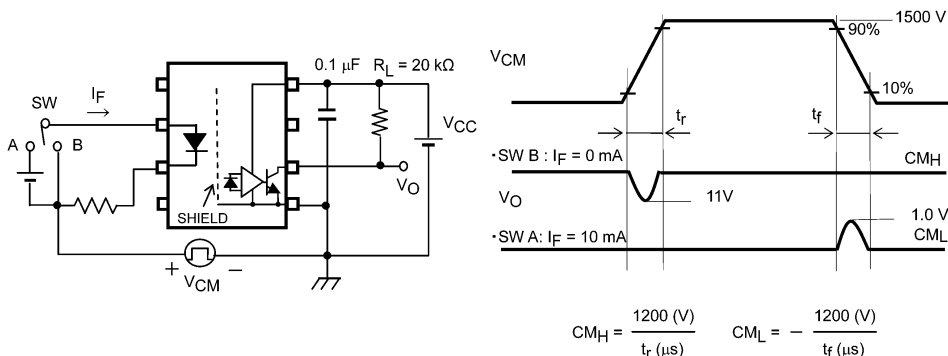 SW
I_F
A
B
SHIELD
+ V_CM −
0.1 μF
R_L = 20 kΩ
V_CC
V_O
V_CM
1500 V
90%
10%
t_r
t_f
・SW B : I_F = 0 mA
CM_H
V_O
11V
・SW A: I_F = 10 mA
1.0 V
CM_L
CM_H = 1200 (V) / t_r (μs)
CM_L = − 1200 (V) / t_f (μs)